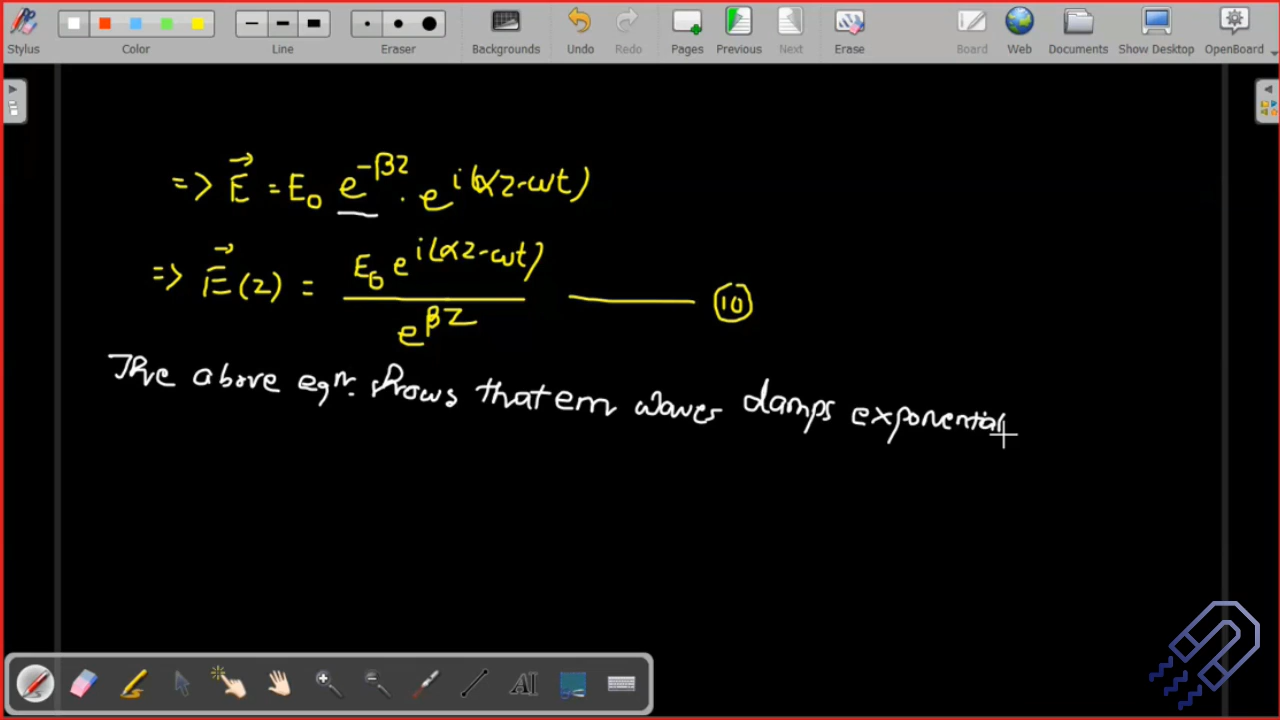 Stylus Color Line Eraser Backgrounds Undo Redo Pages Previous Next Erase Board Web Documents Show Desktop OpenBoard
=> E⃗ = E₀ e^{-βz} · e^{i(αz-ωt)}
=> E⃗(z) = E₀ e^{i(αz-ωt)} / e^{βz} ——— ⑩
The above eqn. shows that em waves damps exponential
AI